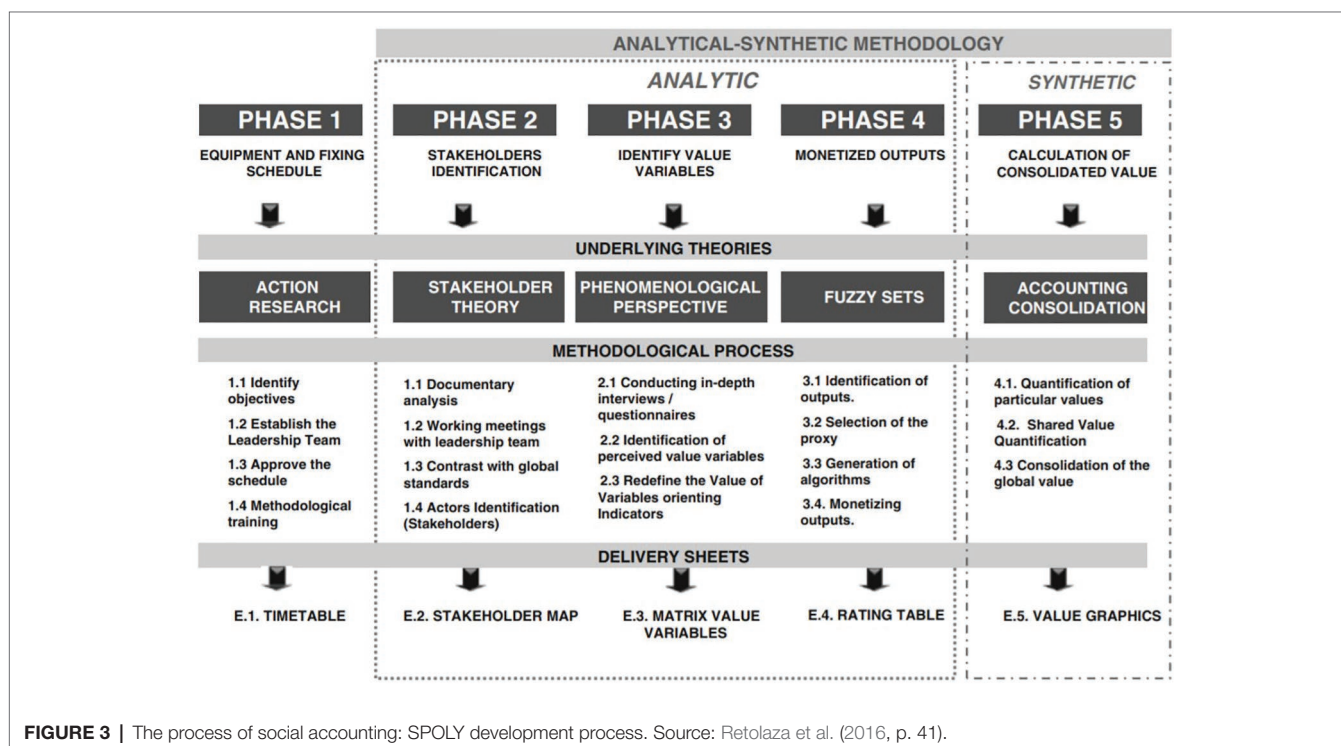 ANALYTICAL-SYNTHETIC METHODOLOGY
ANALYTIC
SYNTHETIC
PHASE 1
PHASE 2
PHASE 3
PHASE 4
PHASE 5
EQUIPMENT AND FIXING
SCHEDULE
STAKEHOLDERS
IDENTIFICATION
IDENTIFY VALUE
VARIABLES
MONETIZED OUTPUTS
CALCULATION OF
CONSOLIDATED VALUE
UNDERLYING THEORIES
ACTION
RESEARCH
STAKEHOLDER
THEORY
PHENOMENOLOGICAL
PERSPECTIVE
FUZZY SETS
ACCOUNTING
CONSOLIDATION
METHODOLOGICAL PROCESS
1.1 Identify
objectives
1.2 Establish the
Leadership Team
1.3 Approve the
schedule
1.4 Methodological
training
1.1 Documentary
analysis
1.2 Working meetings
with leadership team
1.3 Contrast with global
standards
1.4 Actors Identification
(Stakeholders)
2.1 Conducting in-depth
interviews /
questionnaires
2.2 Identification of
perceived value variables
2.3 Redefine the Value of
Variables orienting
Indicators
3.1 Identification of
outputs.
3.2 Selection of the
proxy
3.3 Generation of
algorithms
3.4. Monetizing
outputs.
4.1. Quantification of
particular values
4.2. Shared Value
Quantification
4.3 Consolidation of the
global value
DELIVERY SHEETS
E.1. TIMETABLE
E.2. STAKEHOLDER MAP
E.3. MATRIX VALUE
VARIABLES
E.4. RATING TABLE
E.5. VALUE GRAPHICS
FIGURE 3 | The process of social accounting: SPOLY development process. Source: Retolaza et al. (2016, p. 41).